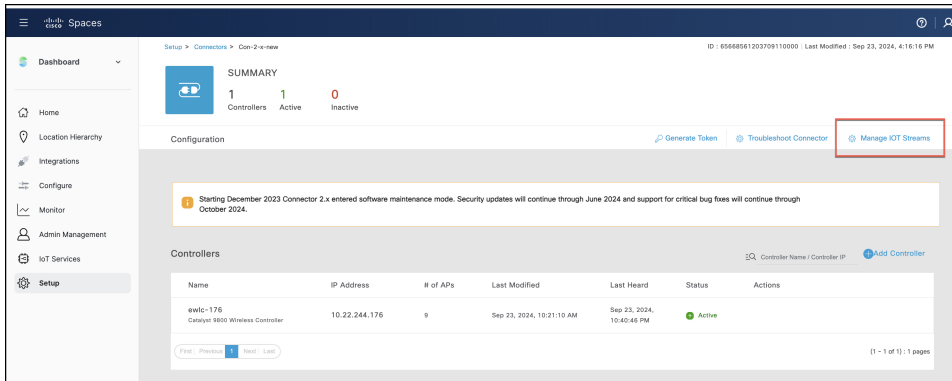 CISCO Spaces
Setup > Connectors > Con-2-x-new
ID : 65668561203709110000 | Last Modified : Sep 23, 2024, 4:16:16 PM
Dashboard
SUMMARY
1 1 0
Controllers Active Inactive
Home
Location Hierarchy
Integrations
Configure
Monitor
Admin Management
IoT Services
Setup
Configuration
Generate Token
Troubleshoot Connector
Manage IOT Streams
Starting December 2023 Connector 2.x entered software maintenance mode. Security updates will continue through June 2024 and support for critical bug fixes will continue through
October 2024.
Controllers
Controller Name / Controller IP
Add Controller
Name IP Address # of APs Last Modified Last Heard Status Actions
ewlc-176 10.22.244.176 9 Sep 23, 2024, 10:21:10 AM Sep 23, 2024, Active
Catalyst 9800 Wireless Controller 10:40:46 PM
First Previous 1 Next Last
(1 - 1 of 1) : 1 pages